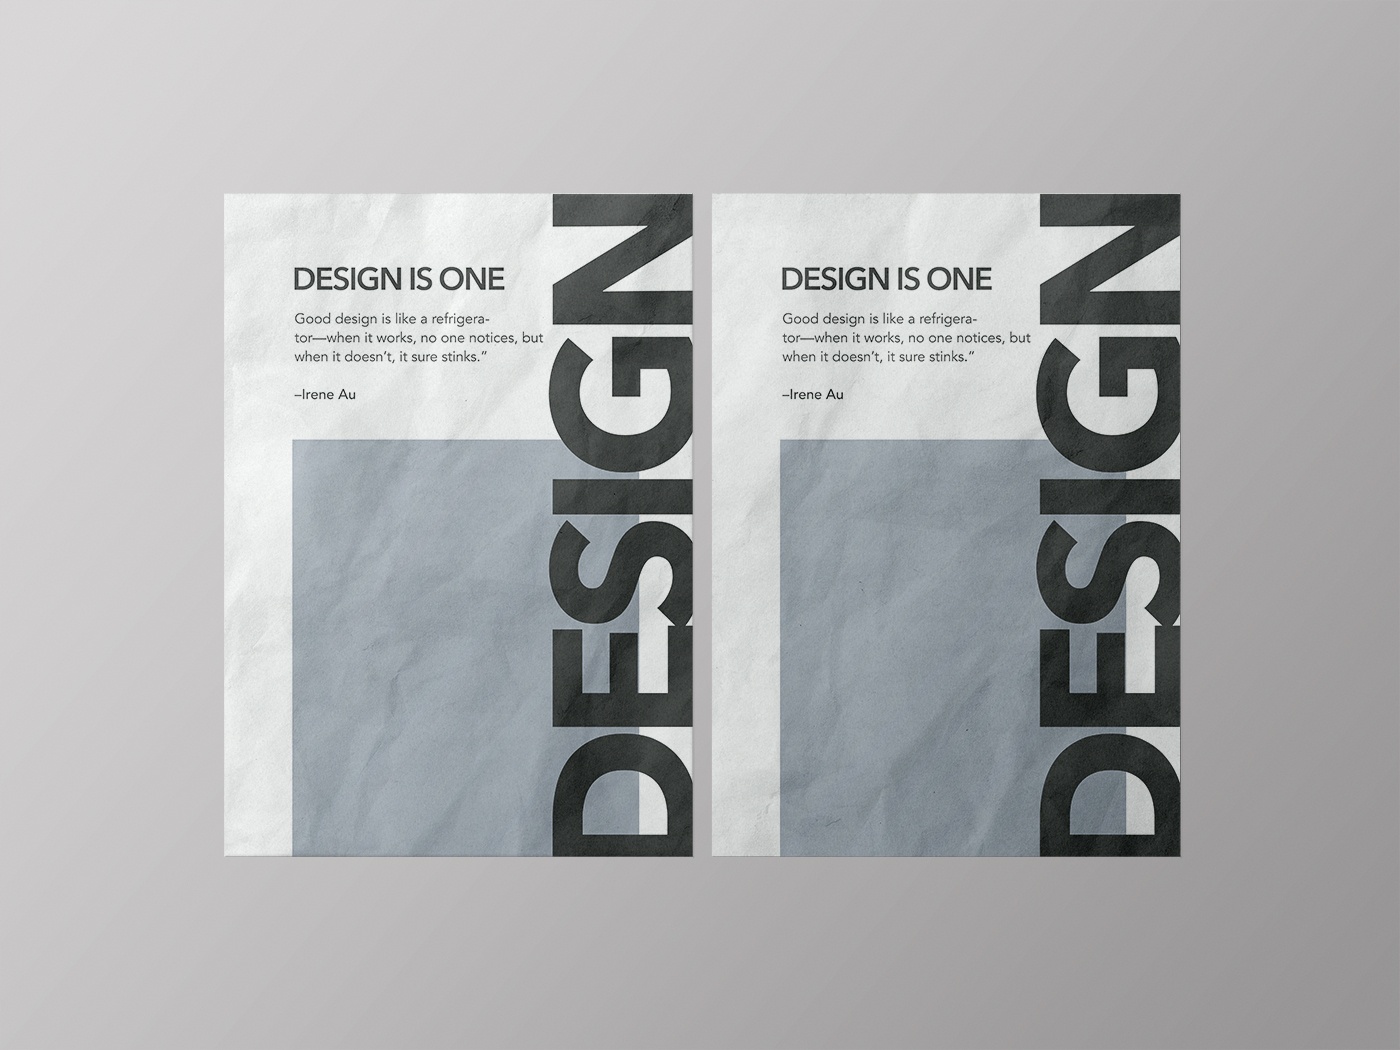 DESIGN IS ONE
Good design is like a refrigera-
tor—when it works, no one notices, but
when it doesn’t, it sure stinks.”
–Irene Au
DESIGN
DESIGN IS ONE
Good design is like a refrigera-
tor—when it works, no one notices, but
when it doesn’t, it sure stinks.”
–Irene Au
DESIGN